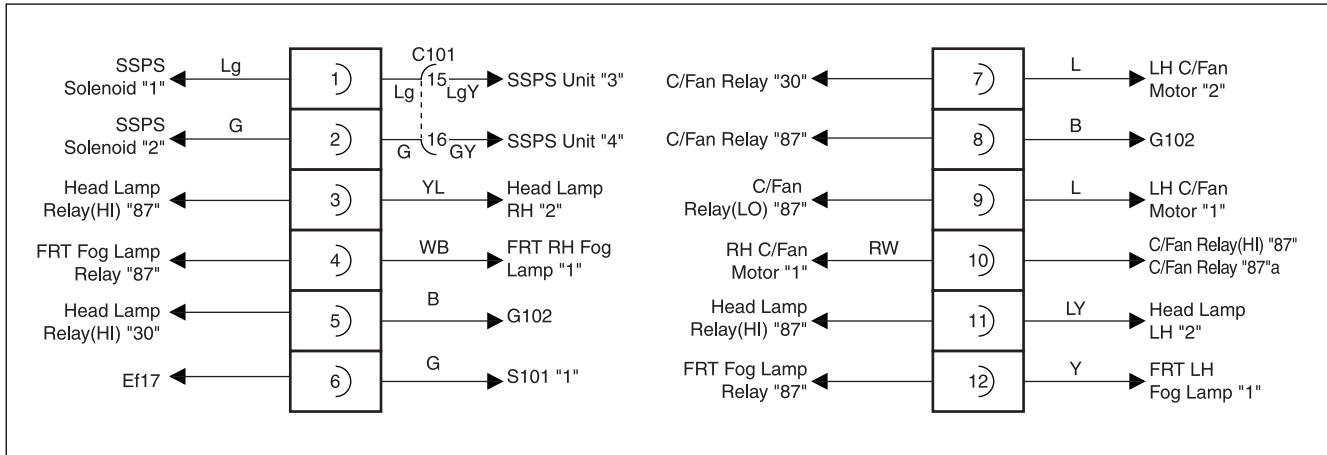 C101
SSPS
Solenoid "1"
Lg
1
Lg
15
LgY
SSPS Unit "3"
SSPS
Solenoid "2"
G
2
G
16
GY
SSPS Unit "4"
Head Lamp
Relay(HI) "87"
3
YL
Head Lamp
RH "2"
FRT Fog Lamp
Relay "87"
4
WB
FRT RH Fog
Lamp "1"
Head Lamp
Relay(HI) "30"
5
B
G102
Ef17
6
G
S101 "1"
C/Fan Relay "30"
7
L
LH C/Fan
Motor "2"
C/Fan Relay "87"
8
B
G102
C/Fan
Relay(LO) "87"
9
L
LH C/Fan
Motor "1"
RH C/Fan
Motor "1"
RW
10
C/Fan Relay(HI) "87"
C/Fan Relay "87"a
Head Lamp
Relay(HI) "87"
11
LY
Head Lamp
LH "2"
FRT Fog Lamp
Relay "87"
12
Y
FRT LH
Fog Lamp "1"